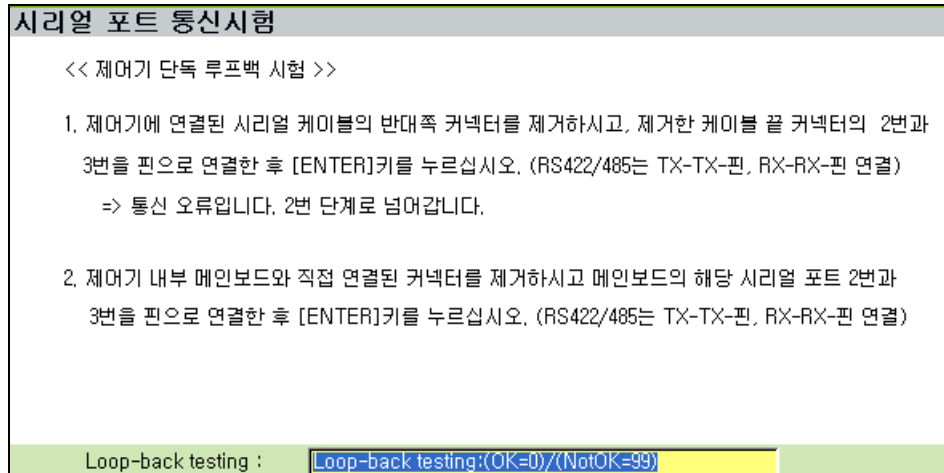 시리얼 포트 통신시험
<< 제어기 단독 루프백 시험 >>
1, 제어기에 연결된 시리얼 케이블의 반대쪽 커넥터를 제거하시고, 제거한 케이블 끝 커넥터의 2번과
3번을 핀으로 연결한 후 [ENTER]키를 누르십시오, (RS422/485는 TX-TX-핀, RX-RX-핀 연결)
=> 통신 오류입니다, 2번 단계로 넘어갑니다,
2, 제어기 내부 메인보드와 직접 연결된 커넥터를 제거하시고 메인보드의 해당 시리얼 포트 2번과
3번을 핀으로 연결한 후 [ENTER]키를 누르십시오, (RS422/485는 TX-TX-핀, RX-RX-핀 연결)
Loop-back testing : Loop-back testing:(OK=0)/(NotOK=99)